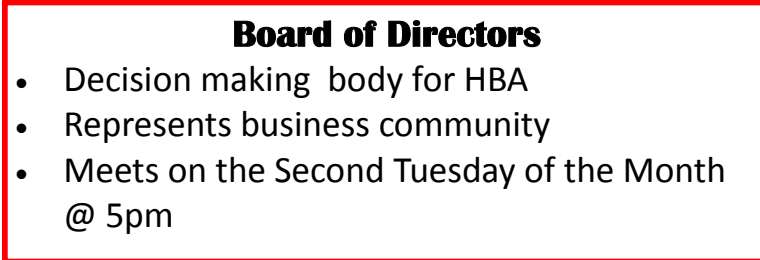 Board of Directors
• Decision making  body for HBA
• Represents business community
• Meets on the Second Tuesday of the Month
@ 5pm